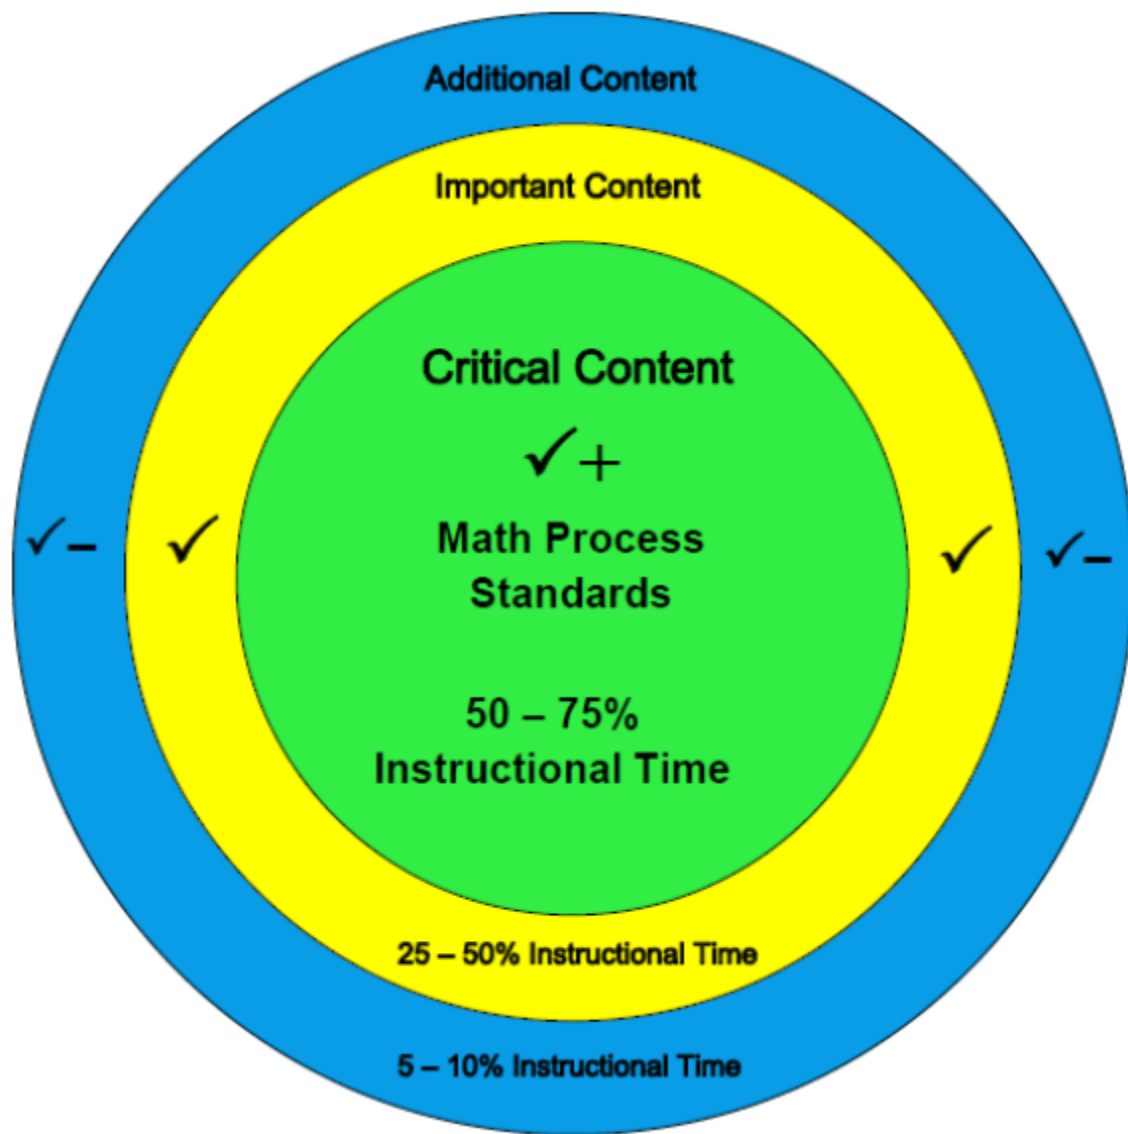 Additional Content
Important Content
Critical Content
✓+
✓– ✓ ✓ ✓–
Math Process
Standards
50 – 75%
Instructional Time
25 – 50% Instructional Time
5 – 10% Instructional Time